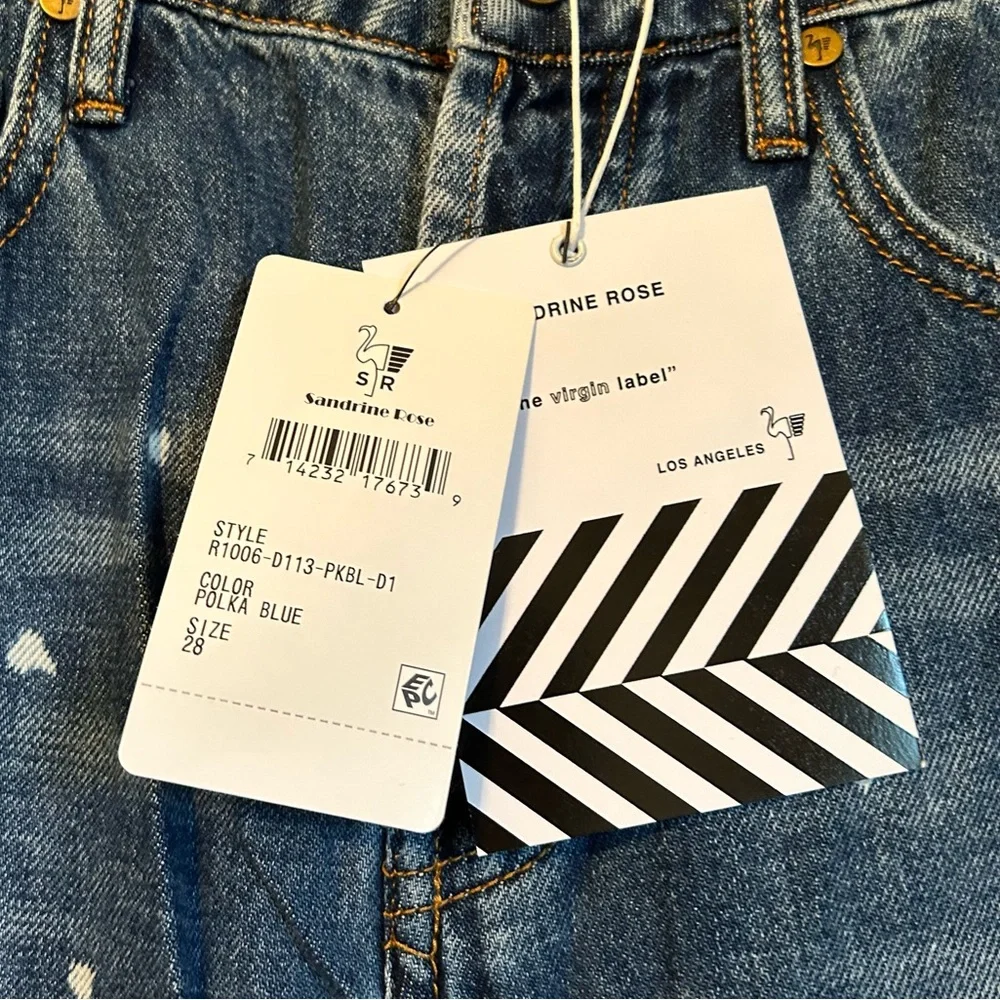 S R
Sandrine Rose
7 14232 17673 9
STYLE
R1006-D113-PKBL-D1
COLOR
POLKA BLUE
SIZE
28
EPC
TM
DRINE ROSE
ne virgin label”
LOS ANGELES